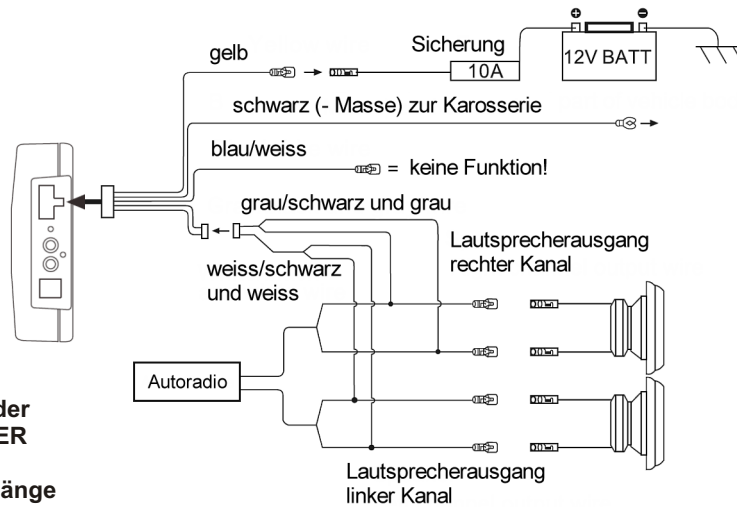 gelb
Sicherung
10A
12V BATT
schwarz (- Masse) zur Karosserie
blau/weiss
= keine Funktion!
grau/schwarz und grau
Lautsprecherausgang
rechter Kanal
weiss/schwarz
und weiss
Autoradio
der
ER
änge
Lautsprecherausgang
linker Kanal